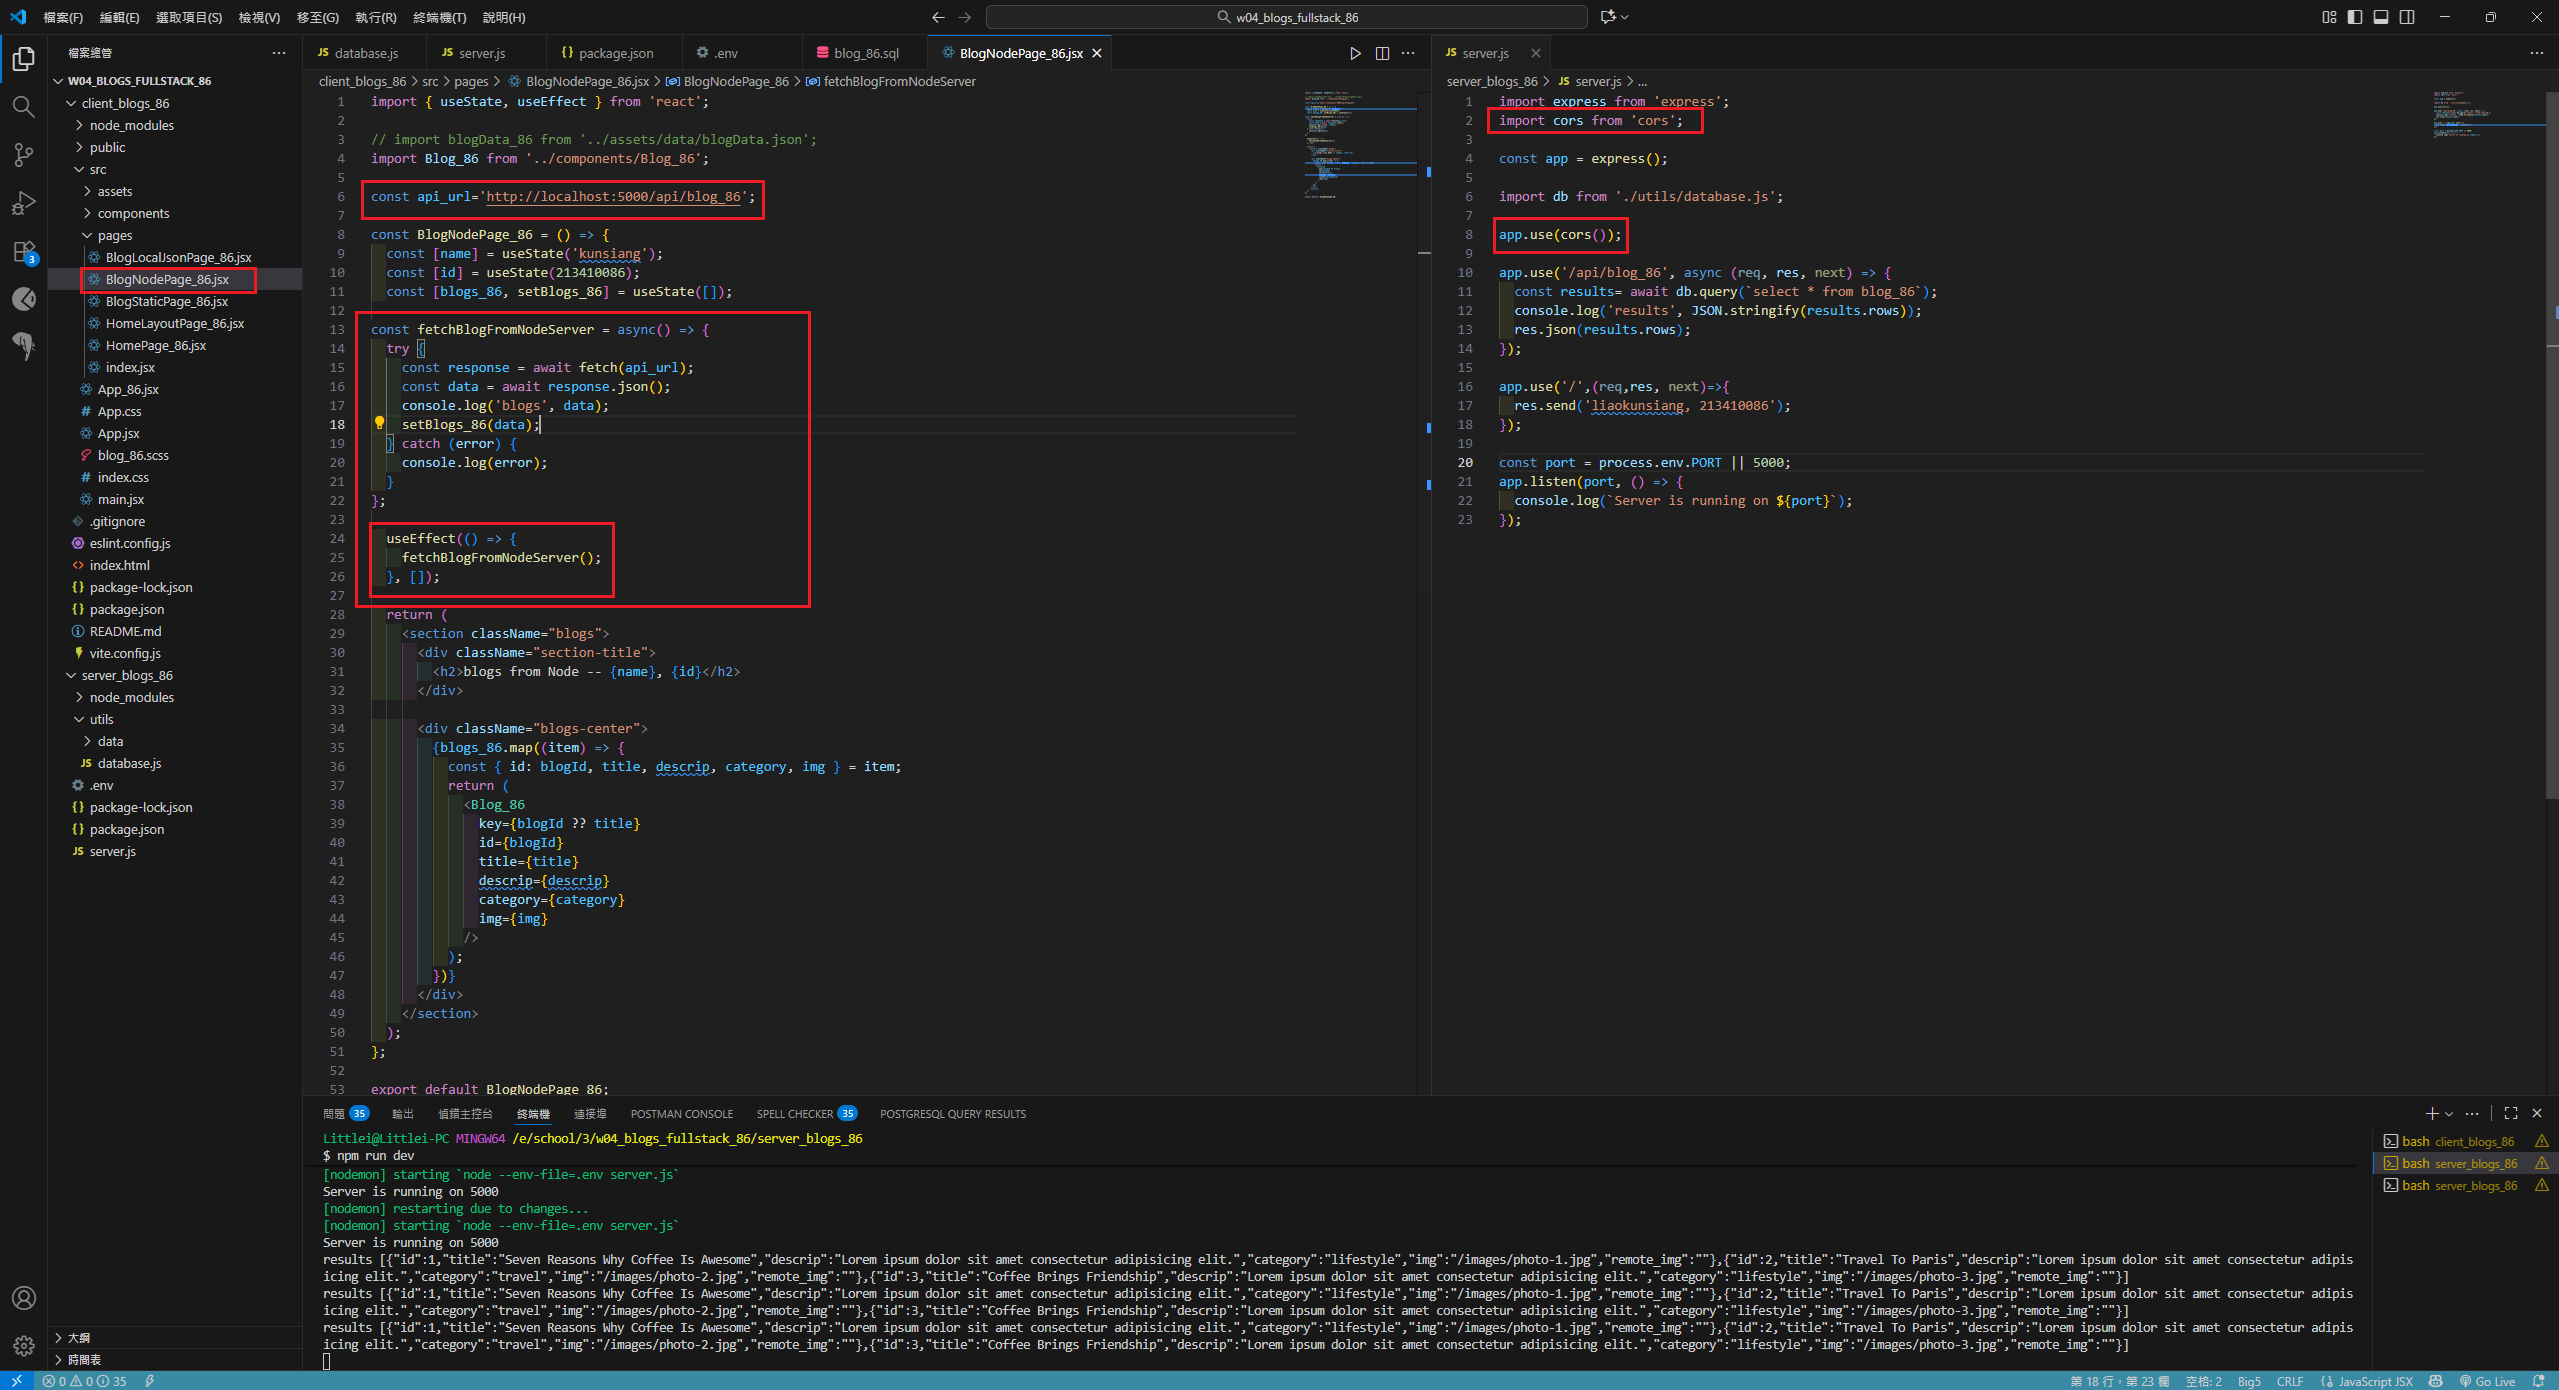 檔案(F) 編輯(E) 選取項目(S) 檢視(V) 移至(G) 執行(R) 終端機(T) 說明(H)
w04_blogs_fullstack_86
檔案總管
W04_BLOGS_FULLSTACK_86
client_blogs_86
node_modules
public
src
assets
components
pages
BlogLocalJsonPage_86.jsx
BlogNodePage_86.jsx
BlogStaticPage_86.jsx
HomeLayoutPage_86.jsx
HomePage_86.jsx
index.jsx
App_86.jsx
App.css
App.jsx
blog_86.scss
index.css
main.jsx
.gitignore
eslint.config.js
index.html
package-lock.json
package.json
README.md
vite.config.js
server_blogs_86
node_modules
utils
data
database.js
.env
package-lock.json
package.json
server.js
大綱
時間表
database.js server.js package.json .env blog_86.sql BlogNodePage_86.jsx
client_blogs_86 > src > pages > BlogNodePage_86.jsx > BlogNodePage_86 > fetchBlogFromNodeServer
1 import { useState, useEffect } from 'react';
2
3 // import blogData_86 from '../assets/data/blogData.json';
4 import Blog_86 from '../components/Blog_86';
5
6 const api_url='http://localhost:5000/api/blog_86';
7
8 const BlogNodePage_86 = () => {
9 const [name] = useState('kunsiang');
10 const [id] = useState(213410086);
11 const [blogs_86, setBlogs_86] = useState([]);
12
13 const fetchBlogFromNodeServer = async() => {
14 try {
15 const response = await fetch(api_url);
16 const data = await response.json();
17 console.log('blogs', data);
18 setBlogs_86(data);
19 } catch (error) {
20 console.log(error);
21 }
22 };
23
24 useEffect(() => {
25 fetchBlogFromNodeServer();
26 }, []);
27
28 return (
29 <section className="blogs">
30 <div className="section-title">
31 <h2>blogs from Node -- {name}, {id}</h2>
32 </div>
33
34 <div className="blogs-center">
35 {blogs_86.map((item) => {
36 const { id: blogId, title, descrip, category, img } = item;
37 return (
38 <Blog_86
39 key={blogId ?? title}
40 id={blogId}
41 title={title}
42 descrip={descrip}
43 category={category}
44 img={img}
45 />
46 );
47 })}
48 </div>
49 </section>
50 );
51 };
52
53 export default BlogNodePage_86;
server.js
server_blogs_86 > server.js > ...
1 import express from 'express';
2 import cors from 'cors';
3
4 const app = express();
5
6 import db from './utils/database.js';
7
8 app.use(cors());
9
10 app.use('/api/blog_86', async (req, res, next) => {
11 const results= await db.query(`select * from blog_86`);
12 console.log('results', JSON.stringify(results.rows));
13 res.json(results.rows);
14 });
15
16 app.use('/',(req,res, next)=>{
17 res.send('liaokunsiang, 213410086');
18 });
19
20 const port = process.env.PORT || 5000;
21 app.listen(port, () => {
22 console.log(`Server is running on ${port}`);
23 });
問題 35 輸出 偵錯主控台 終端機 連接埠 POSTMAN CONSOLE SPELL CHECKER 35 POSTGRESQL QUERY RESULTS
Littlei@Littlei-PC MINGW64 /e/school/3/w04_blogs_fullstack_86/server_blogs_86
$ npm run dev
[nodemon] starting `node --env-file=.env server.js`
Server is running on 5000
[nodemon] restarting due to changes...
[nodemon] starting `node --env-file=.env server.js`
Server is running on 5000
results [{"id":1,"title":"Seven Reasons Why Coffee Is Awesome","descrip":"Lorem ipsum dolor sit amet consectetur adipisicing elit.","category":"lifestyle","img":"/images/photo-1.jpg","remote_img":""},{"id":2,"title":"Travel To Paris","descrip":"Lorem ipsum dolor sit amet consectetur adipis
icing elit.","category":"travel","img":"/images/photo-2.jpg","remote_img":""},{"id":3,"title":"Coffee Brings Friendship","descrip":"Lorem ipsum dolor sit amet consectetur adipisicing elit.","category":"lifestyle","img":"/images/photo-3.jpg","remote_img":""}]
results [{"id":1,"title":"Seven Reasons Why Coffee Is Awesome","descrip":"Lorem ipsum dolor sit amet consectetur adipisicing elit.","category":"lifestyle","img":"/images/photo-1.jpg","remote_img":""},{"id":2,"title":"Travel To Paris","descrip":"Lorem ipsum dolor sit amet consectetur adipis
icing elit.","category":"travel","img":"/images/photo-2.jpg","remote_img":""},{"id":3,"title":"Coffee Brings Friendship","descrip":"Lorem ipsum dolor sit amet consectetur adipisicing elit.","category":"lifestyle","img":"/images/photo-3.jpg","remote_img":""}]
results [{"id":1,"title":"Seven Reasons Why Coffee Is Awesome","descrip":"Lorem ipsum dolor sit amet consectetur adipisicing elit.","category":"lifestyle","img":"/images/photo-1.jpg","remote_img":""},{"id":2,"title":"Travel To Paris","descrip":"Lorem ipsum dolor sit amet consectetur adipis
icing elit.","category":"travel","img":"/images/photo-2.jpg","remote_img":""},{"id":3,"title":"Coffee Brings Friendship","descrip":"Lorem ipsum dolor sit amet consectetur adipisicing elit.","category":"lifestyle","img":"/images/photo-3.jpg","remote_img":""}]
bash client_blogs_86
bash server_blogs_86
bash server_blogs_86
0 0 35 第 18 行，第 23 欄 空格: 2 Big5 CRLF JavaScript JSX Go Live